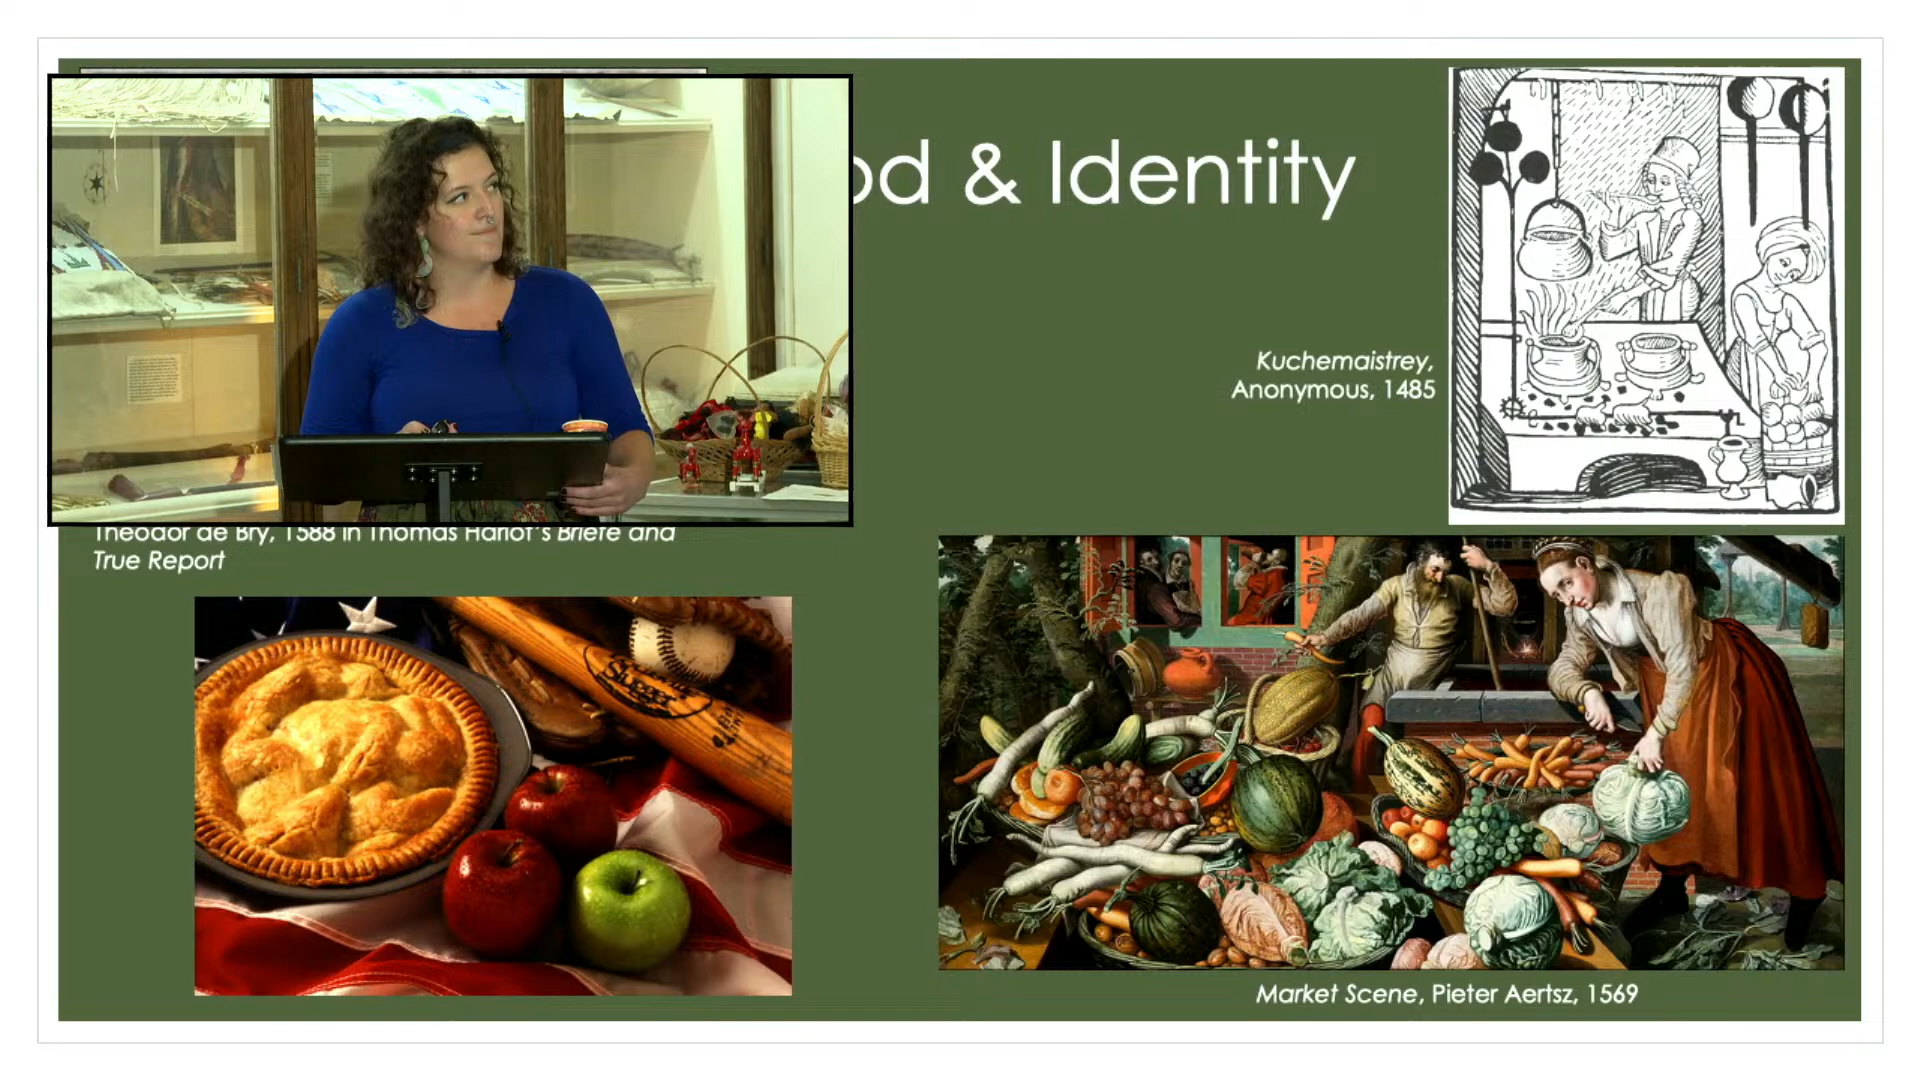 od & Identity
Kuchemaistrey,
Anonymous, 1485
Theodor de Bry, 1588 in Thomas Hariot's Briefe and
True Report
Slugger
Market Scene, Pieter Aertsz, 1569